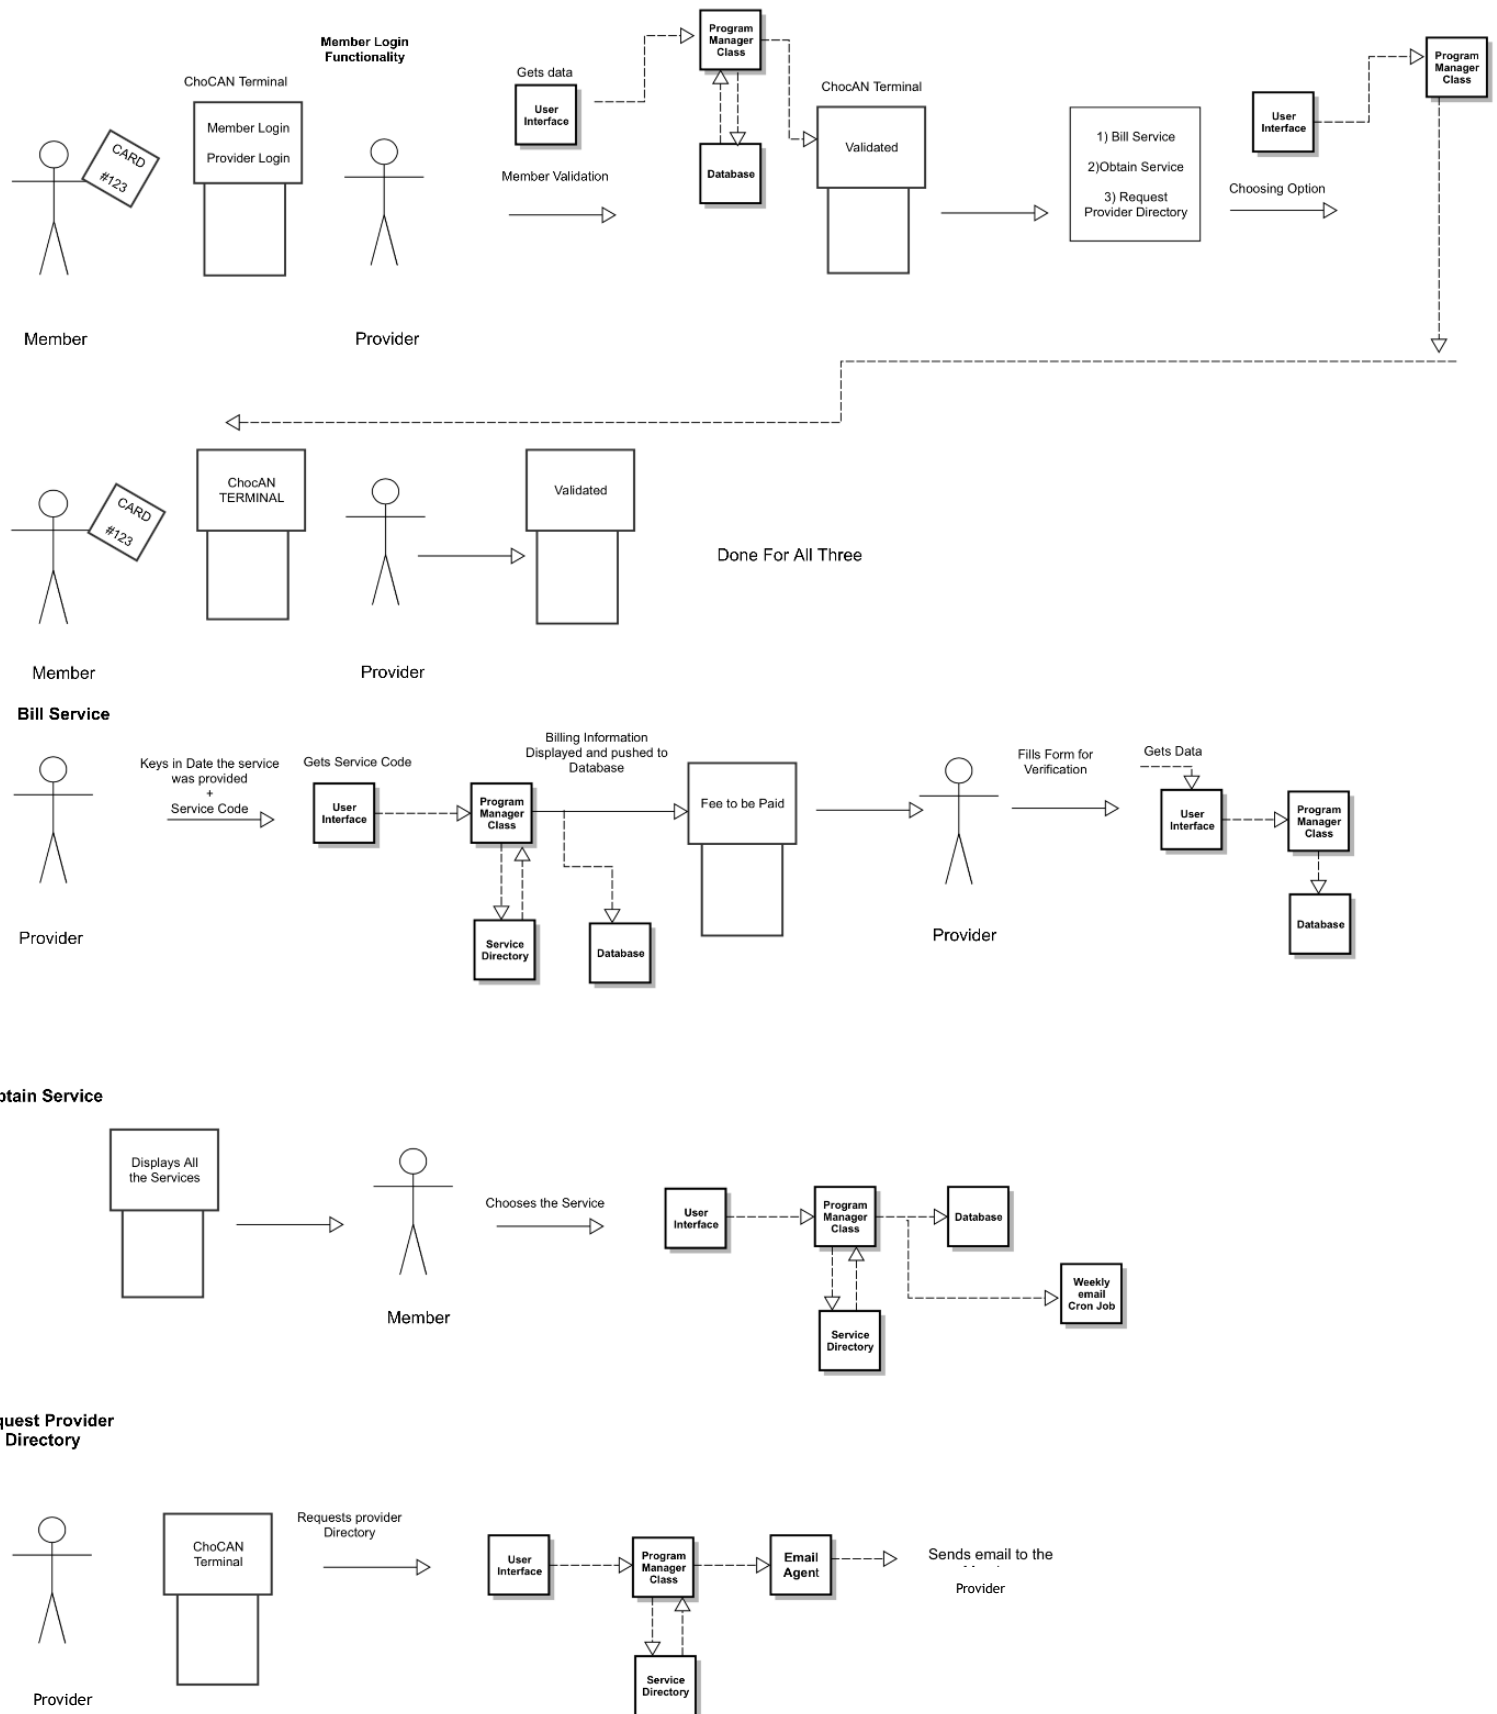 Member Login
Functionality
ChoCAN Terminal
Member Login
Provider Login
CARD
#123
Member
Provider
Gets data
User
Interface
Member Validation
Program
Manager
Class
Database
ChocAN Terminal
Validated
1) Bill Service
2)Obtain Service
3) Request
Provider Directory
User
Interface
Choosing Option
Program
Manager
Class
CARD
#123
ChocAN
TERMINAL
Validated
Done For All Three
Member
Provider
Bill Service
Keys in Date the service
was provided
+
Service Code
Gets Service Code
User
Interface
Program
Manager
Class
Billing Information
Displayed and pushed to
Database
Service
Directory
Database
Fee to be Paid
Fills Form for
Verification
Gets Data
User
Interface
Program
Manager
Class
Database
Provider
Provider
btain Service
Displays All
the Services
Member
Chooses the Service
User
Interface
Program
Manager
Class
Database
Weekly
email
Cron Job
Service
Directory
quest Provider
Directory
ChoCAN
Terminal
Requests provider
Directory
User
Interface
Program
Manager
Class
Email
Agent
Sends email to the
Provider
Service
Directory
Provider